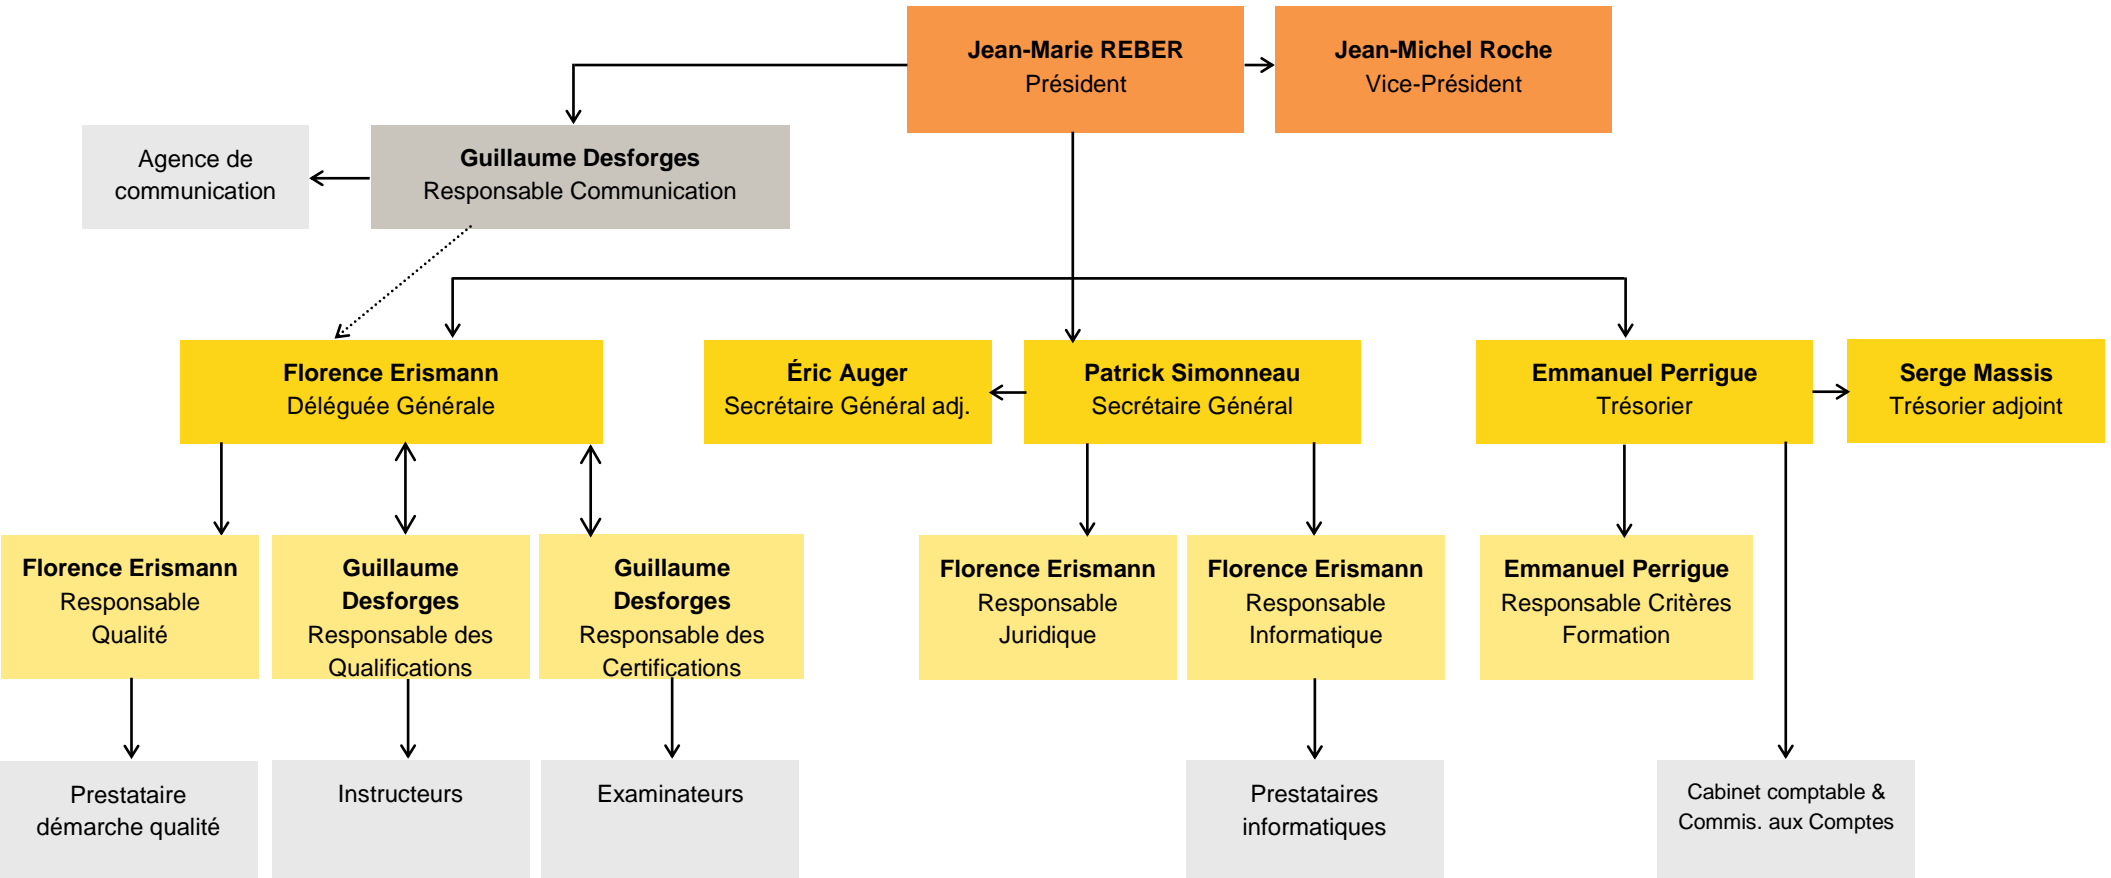 Jean-Marie REBER
Président
Jean-Michel Roche
Vice-Président
Agence de
communication
Guillaume Desforges
Responsable Communication
Florence Erismann
Déléguée Générale
Éric Auger
Secrétaire Général adj.
Patrick Simonneau
Secrétaire Général
Emmanuel Perrigue
Trésorier
Serge Massis
Trésorier adjoint
Florence Erismann
Responsable
Qualité
Guillaume
Desforges
Responsable des
Qualifications
Guillaume
Desforges
Responsable des
Certifications
Florence Erismann
Responsable
Juridique
Florence Erismann
Responsable
Informatique
Emmanuel Perrigue
Responsable Critères
Formation
Prestataire
démarche qualité
Instructeurs
Examinateurs
Prestataires
informatiques
Cabinet comptable &
Commis. aux Comptes